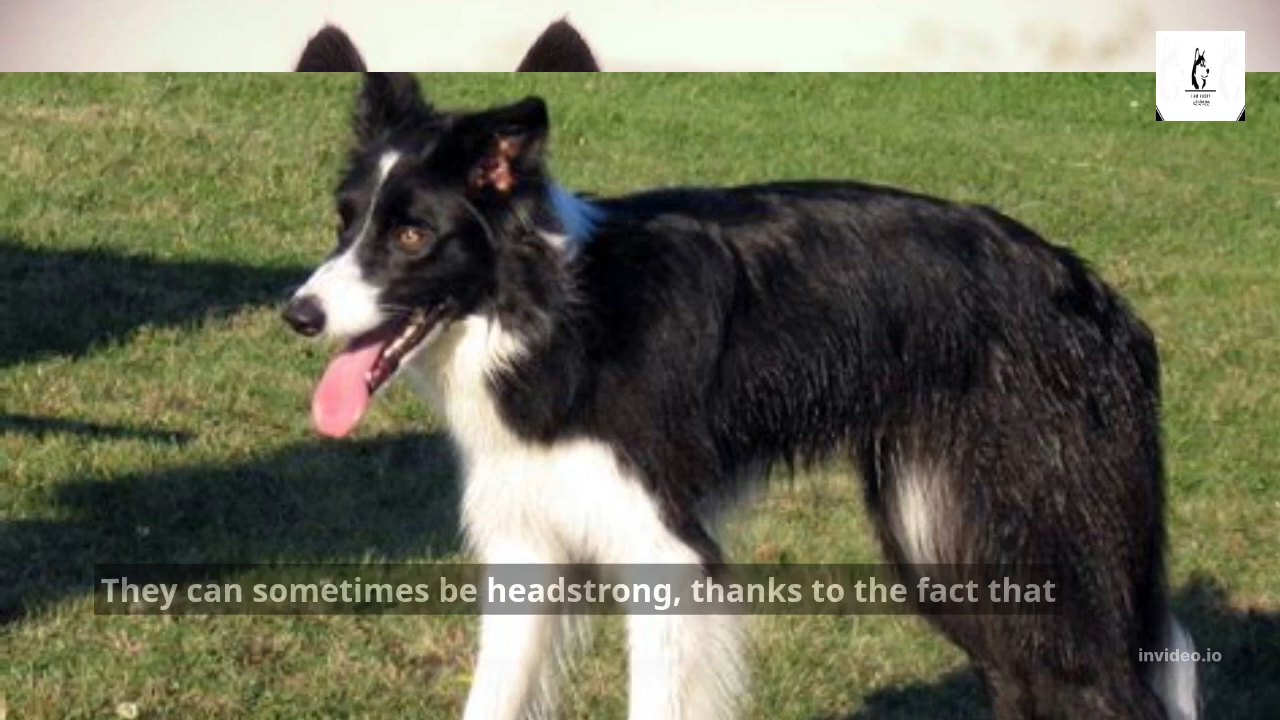 They can sometimes be headstrong, thanks to the fact that
invideo.io